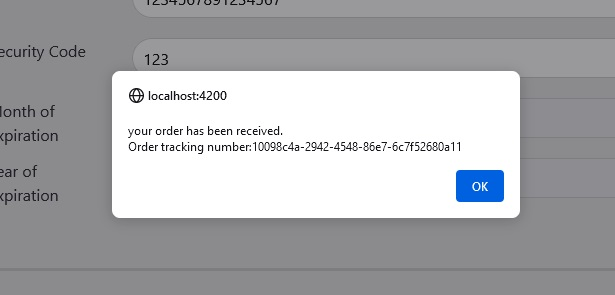 1234567891234567
ecurity Code
123
localhost:4200
your order has been received.
Order tracking number:10098c4a-2942-4548-86e7-6c7f52680a11
OK
onth of
xpiration
ear of
xpiration